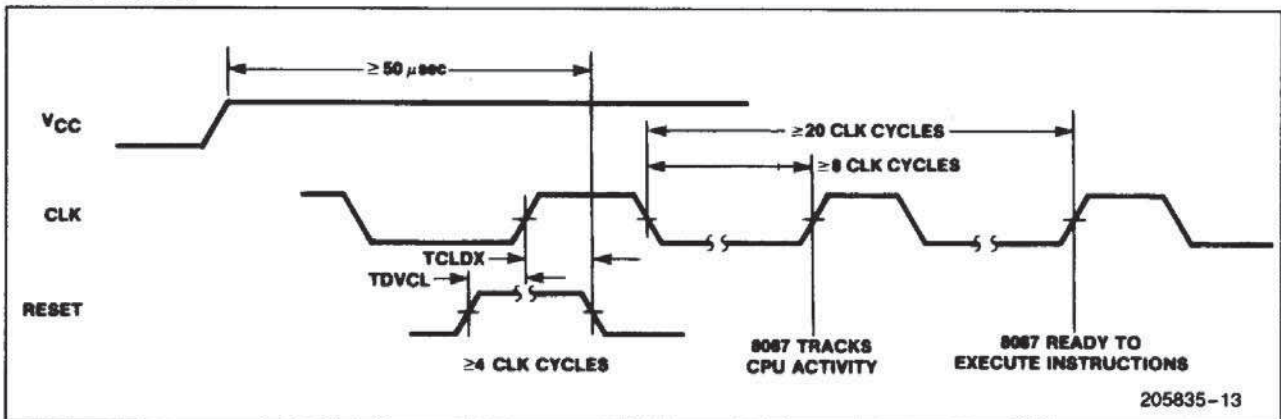 ≥50 μsec
VCC
≥20 CLK CYCLES
≥8 CLK CYCLES
CLK
TCLDX
TDVCL
RESET
≥4 CLK CYCLES
8087 TRACKS
CPU ACTIVITY
8087 READY TO
EXECUTE INSTRUCTIONS
205835-13